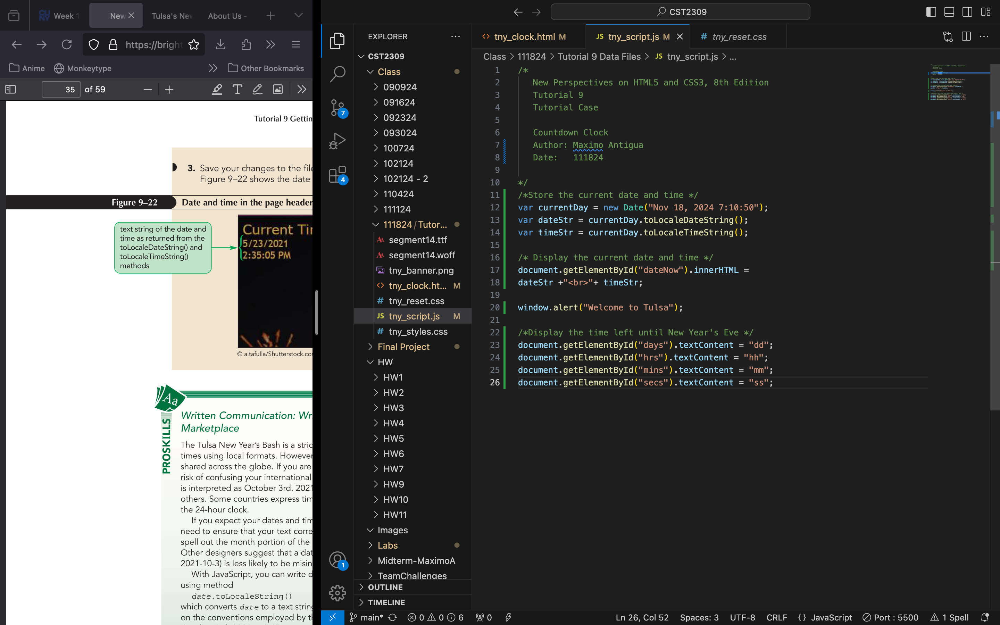 Week 1
New
Tulsa's New
About Us -
https://bright
Anime
Monkeytype
Other Bookmarks
35
of 59
Tutorial 9 Gettin
3. Save your changes to the file
Figure 9–22 shows the date
Figure 9–22
Date and time in the page header
text string of the date and
time as returned from the
toLocaleDateString() and
toLocaleTimeString()
methods
Current Tir
5/23/2021
2:35:05 PM
© altafulla/Shutterstock.co
Aa
PROSKILLS
Written Communication: Wr
Marketplace
The Tulsa New Year’s Bash is a stric
times using local formats. However
shared across the globe. If you are
risk of confusing your international
is interpreted as October 3rd, 2021
others. Some countries express tim
the 24-hour clock.
If you expect your dates and tim
need to ensure that your text corre
spell out the month portion of the
Other designers suggest that a dat
2021-10-3) is less likely to be misin
With JavaScript, you can write d
using method
date.toLocaleString()
which converts date to a text string
on the conventions employed by th
CST2309
EXPLORER
CST2309
Class
090924
091624
092324
093024
100724
102124
102124 - 2
110424
111124
111824/Tutor...
segment14.ttf
segment14.woff
tny_banner.png
tny_clock.ht... M
tny_reset.css
JS tny_script.js M
tny_styles.css
Final Project
HW
HW1
HW2
HW3
HW4
HW5
HW6
HW7
HW9
HW10
HW11
Images
Labs
Midterm-MaximoA
TeamChallenges
OUTLINE
TIMELINE
7
4
1
tny_clock.html M
JS tny_script.js M
# tny_reset.css
Class > 111824 > Tutorial 9 Data Files > JS tny_script.js > ...
1 /*
2 New Perspectives on HTML5 and CSS3, 8th Edition
3 Tutorial 9
4 Tutorial Case
5
6 Countdown Clock
7 Author: Maximo Antigua
8 Date: 111824
9
10 */
11 /*Store the current date and time */
12 var currentDay = new Date("Nov 18, 2024 7:10:50");
13 var dateStr = currentDay.toLocaleDateString();
14 var timeStr = currentDay.toLocaleTimeString();
15
16 /* Display the current date and time */
17 document.getElementById("dateNow").innerHTML =
18 dateStr +"<br>"+ timeStr;
19
20 window.alert("Welcome to Tulsa");
21
22 /*Display the time left until New Year's Eve */
23 document.getElementById("days").textContent = "dd";
24 document.getElementById("hrs").textContent = "hh";
25 document.getElementById("mins").textContent = "mm";
26 document.getElementById("secs").textContent = "ss";
main* 0 0 6 0
Ln 26, Col 52 Spaces: 3 UTF-8 CRLF {} JavaScript Port : 5500 1 Spell